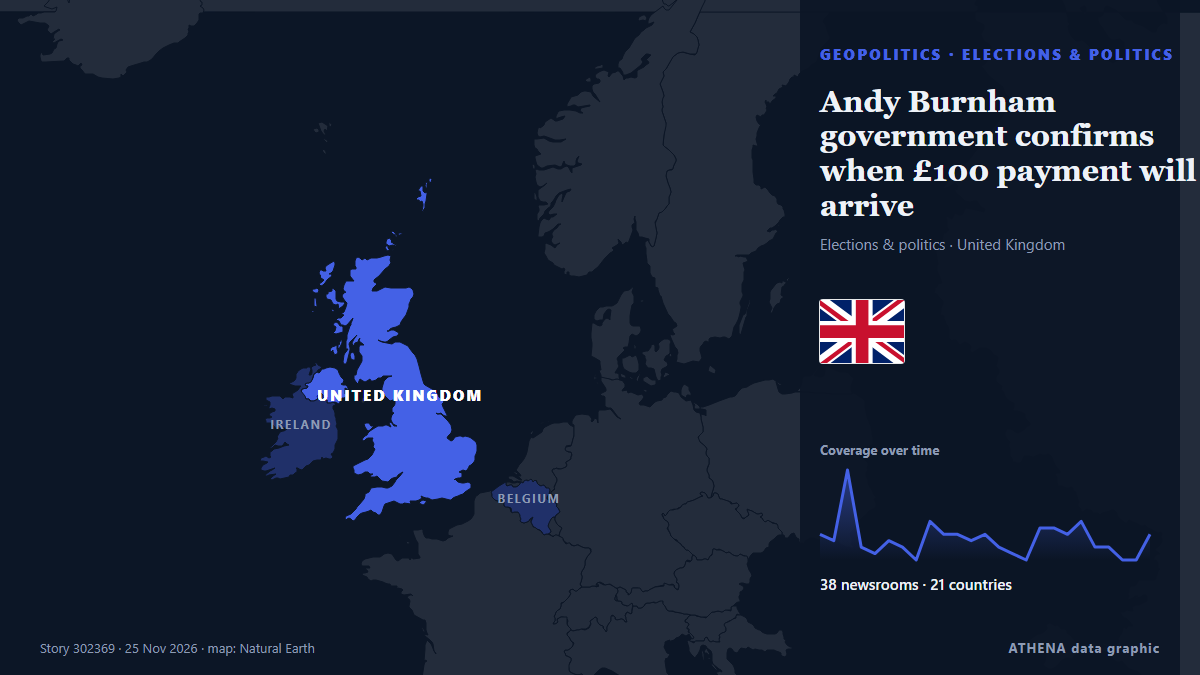 GEOPOLITICS · ELECTIONS & POLITICS
Andy Burnham
government confirms
when £100 payment will
arrive
Elections & politics · United Kingdom
UNITED KINGDOM
IRELAND
BELGIUM
Coverage over time
38 newsrooms · 21 countries
Story 302369 · 25 Nov 2026 · map: Natural Earth
ATHENA data graphic